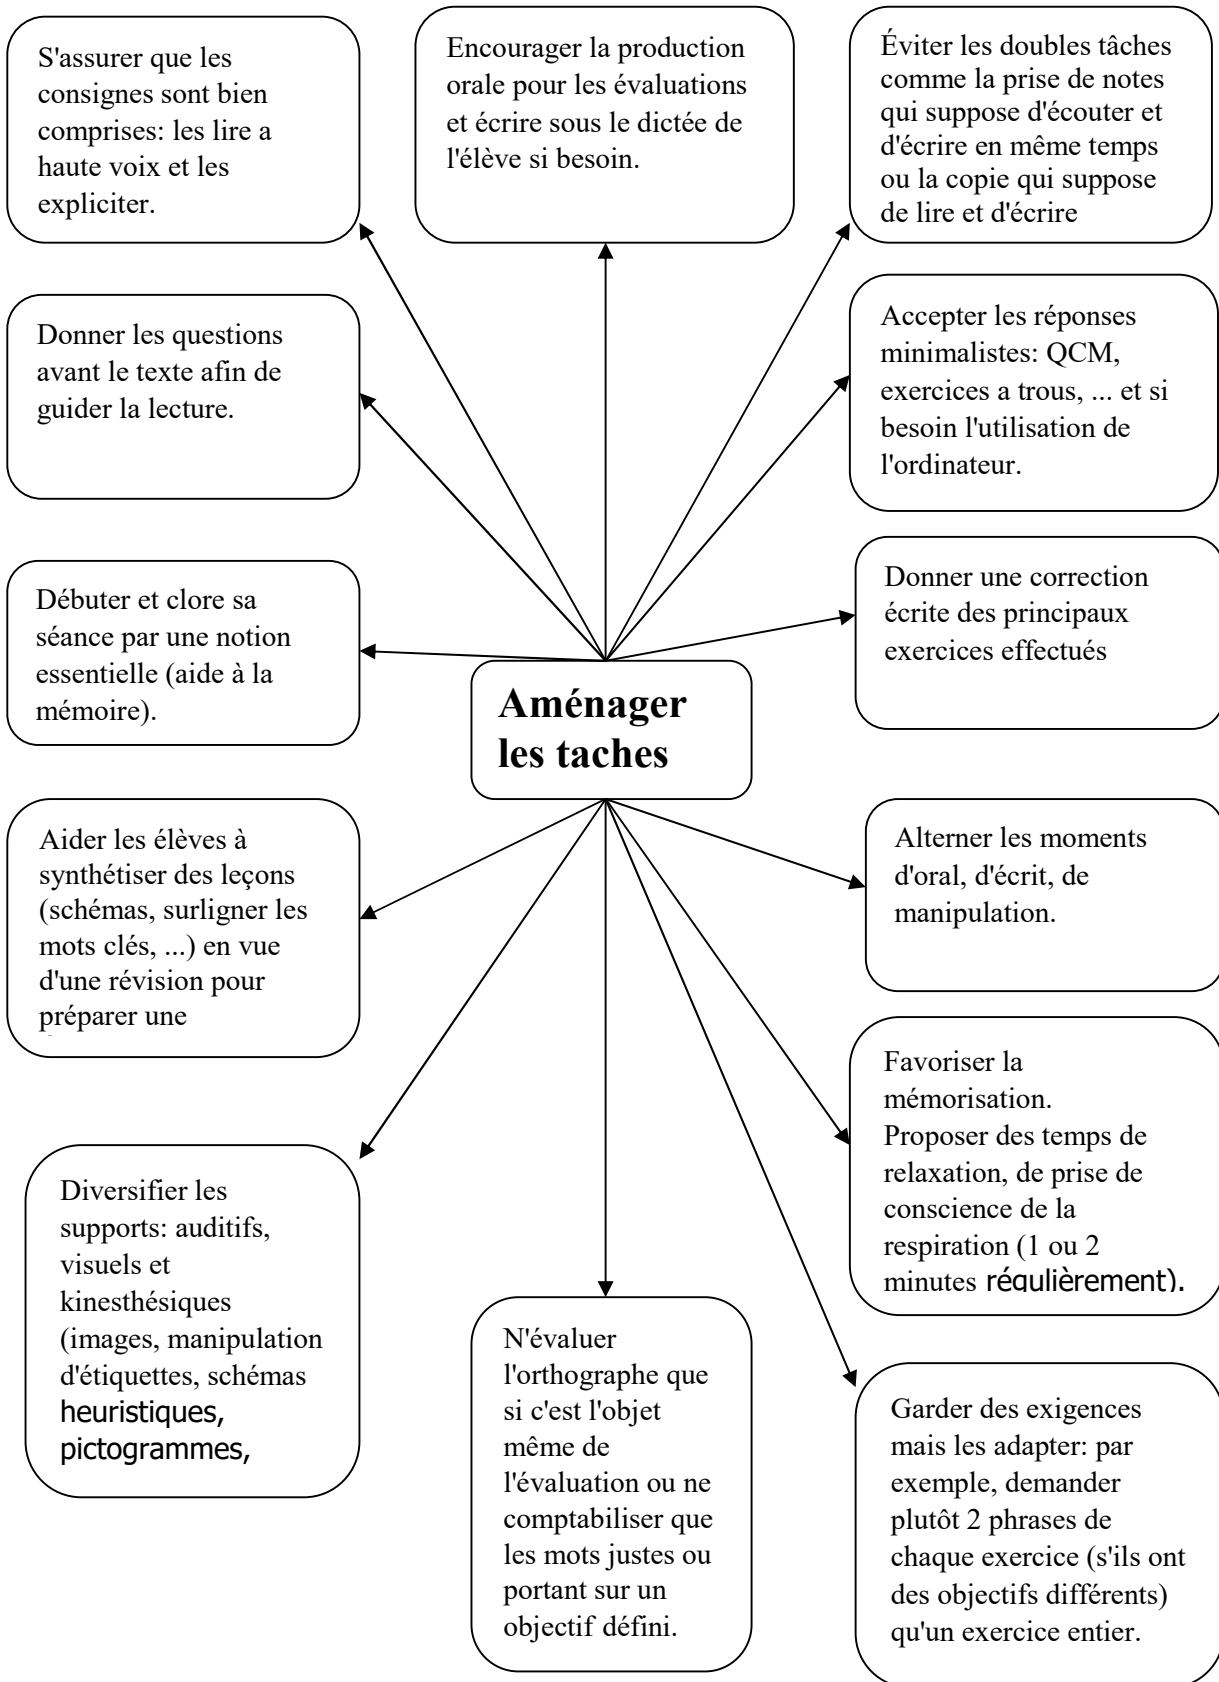 S'assurer que les
consignes sont bien
comprises: les lire a
haute voix et les
expliciter.
Encourager la production
orale pour les évaluations
et écrire sous le dictée de
l'élève si besoin.
Éviter les doubles tâches
comme la prise de notes
qui suppose d'écouter et
d'écrire en même temps
ou la copie qui suppose
de lire et d'écrire
Donner les questions
avant le texte afin de
guider la lecture.
Accepter les réponses
minimalistes: QCM,
exercices a trous, ... et si
besoin l'utilisation de
l'ordinateur.
Débuter et clore sa
séance par une notion
essentielle (aide à la
mémoire).
Donner une correction
écrite des principaux
exercices effectués
Aménager
les taches
Aider les élèves à
synthétiser des leçons
(schémas, surligner les
mots clés, ...) en vue
d'une révision pour
préparer une
Alterner les moments
d'oral, d'écrit, de
manipulation.
Favoriser la
mémorisation.
Proposer des temps de
relaxation, de prise de
conscience de la
respiration (1 ou 2
minutes régulièrement).
Diversifier les
supports: auditifs,
visuels et
kinesthésiques
(images, manipulation
d'étiquettes, schémas
heuristiques,
pictogrammes,
N'évaluer
l'orthographe que
si c'est l'objet
même de
l'évaluation ou ne
comptabiliser que
les mots justes ou
portant sur un
objectif défini.
Garder des exigences
mais les adapter: par
exemple, demander
plutôt 2 phrases de
chaque exercice (s'ils ont
des objectifs différents)
qu'un exercice entier.